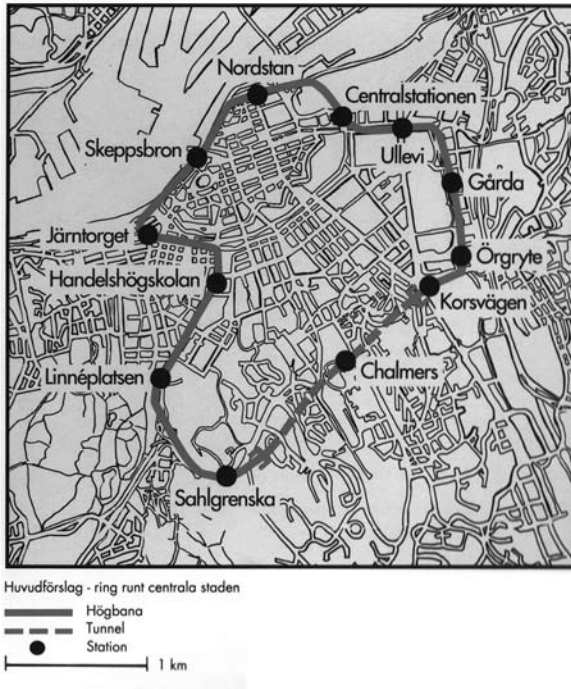 Nordstan
Centralstationen
Skeppsbron
Ullevi
Gårda
Järntorget
Örgryte
Handelshögskolan
Korsvägen
Linnéplatsen
Chalmers
Sahlgrenska
Huvudförslag - ring runt centrala staden
Högbana
Tunnel
Station
1 km